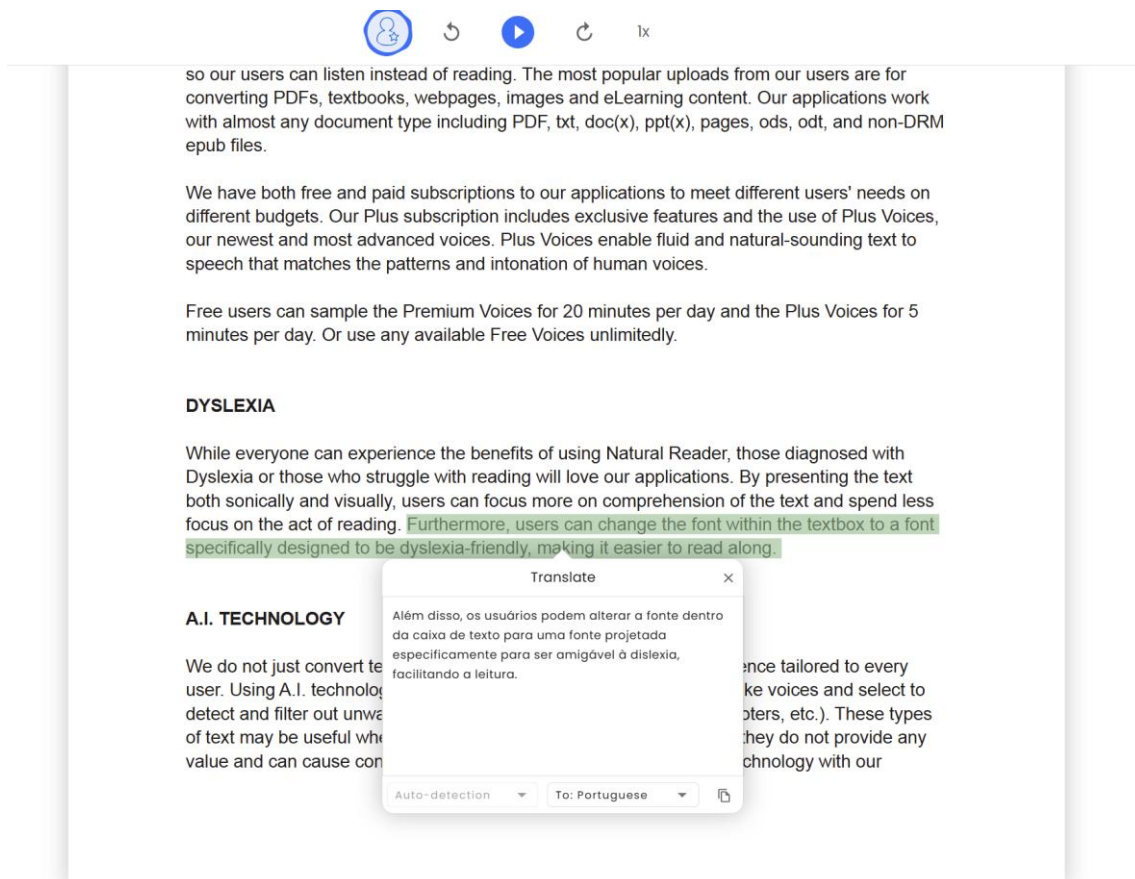 1x
so our users can listen instead of reading. The most popular uploads from our users are for
converting PDFs, textbooks, webpages, images and eLearning content. Our applications work
with almost any document type including PDF, txt, doc(x), ppt(x), pages, ods, odt, and non-DRM
epub files.
We have both free and paid subscriptions to our applications to meet different users' needs on
different budgets. Our Plus subscription includes exclusive features and the use of Plus Voices,
our newest and most advanced voices. Plus Voices enable fluid and natural-sounding text to
speech that matches the patterns and intonation of human voices.
Free users can sample the Premium Voices for 20 minutes per day and the Plus Voices for 5
minutes per day. Or use any available Free Voices unlimitedly.
DYSLEXIA
While everyone can experience the benefits of using Natural Reader, those diagnosed with
Dyslexia or those who struggle with reading will love our applications. By presenting the text
both sonically and visually, users can focus more on comprehension of the text and spend less
focus on the act of reading. Furthermore, users can change the font within the textbox to a font
specifically designed to be dyslexia-friendly, making it easier to read along.
A.I. TECHNOLOGY
We do not just convert te
ence tailored to every
user. Using A.I. technolog
ke voices and select to
detect and filter out unwa
oters, etc.). These types
of text may be useful whe
they do not provide any
value and can cause con
chnology with our
Translate
Além disso, os usuários podem alterar a fonte dentro
da caixa de texto para uma fonte projetada
especificamente para ser amigável à dislexia,
facilitando a leitura.
Auto-detection
To: Portuguese